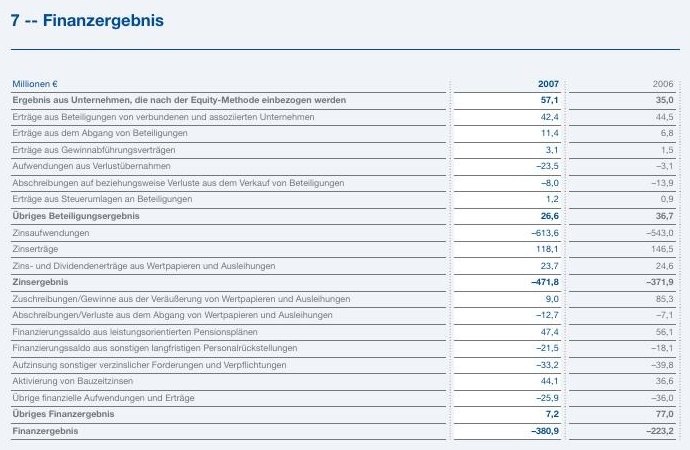 7 -- Finanzergebnis
Millionen € 2007 2006
Ergebnis aus Unternehmen, die nach der Equity-Methode einbezogen werden 57,1 35,0
Erträge aus Beteiligungen von verbundenen und assoziierten Unternehmen 42,4 44,5
Erträge aus dem Abgang von Beteiligungen 11,4 6,8
Erträge aus Gewinnabführungsverträgen 3,1 1,5
Aufwendungen aus Verlustübernahmen –23,5 –3,1
Abschreibungen auf beziehungsweise Verluste aus dem Verkauf von Beteiligungen –8,0 –13,9
Erträge aus Steuerumlagen an Beteiligungen 1,2 0,9
Übriges Beteiligungsergebnis 26,6 36,7
Zinsaufwendungen –613,6 –543,0
Zinserträge 118,1 146,5
Zins- und Dividendenerträge aus Wertpapieren und Ausleihungen 23,7 24,6
Zinsergebnis –471,8 –371,9
Zuschreibungen/Gewinne aus der Veräußerung von Wertpapieren und Ausleihungen 9,0 85,3
Abschreibungen/Verluste aus dem Abgang von Wertpapieren und Ausleihungen –12,7 –7,1
Finanzierungssaldo aus leistungsorientierten Pensionsplänen 47,4 56,1
Finanzierungssaldo aus sonstigen langfristigen Personalrückstellungen –21,5 –18,1
Aufzinsung sonstiger verzinslicher Forderungen und Verpflichtungen –33,2 –39,8
Aktivierung von Bauzeitzinsen 44,1 36,6
Übrige finanzielle Aufwendungen und Erträge –25,9 –36,0
Übriges Finanzergebnis 7,2 77,0
Finanzergebnis –380,9 –223,2